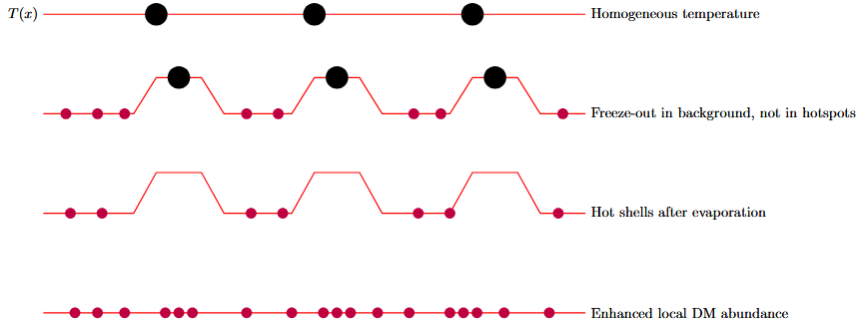 T(x)
Homogeneous temperature
Freeze-out in background, not in hotspots
Hot shells after evaporation
Enhanced local DM abundance